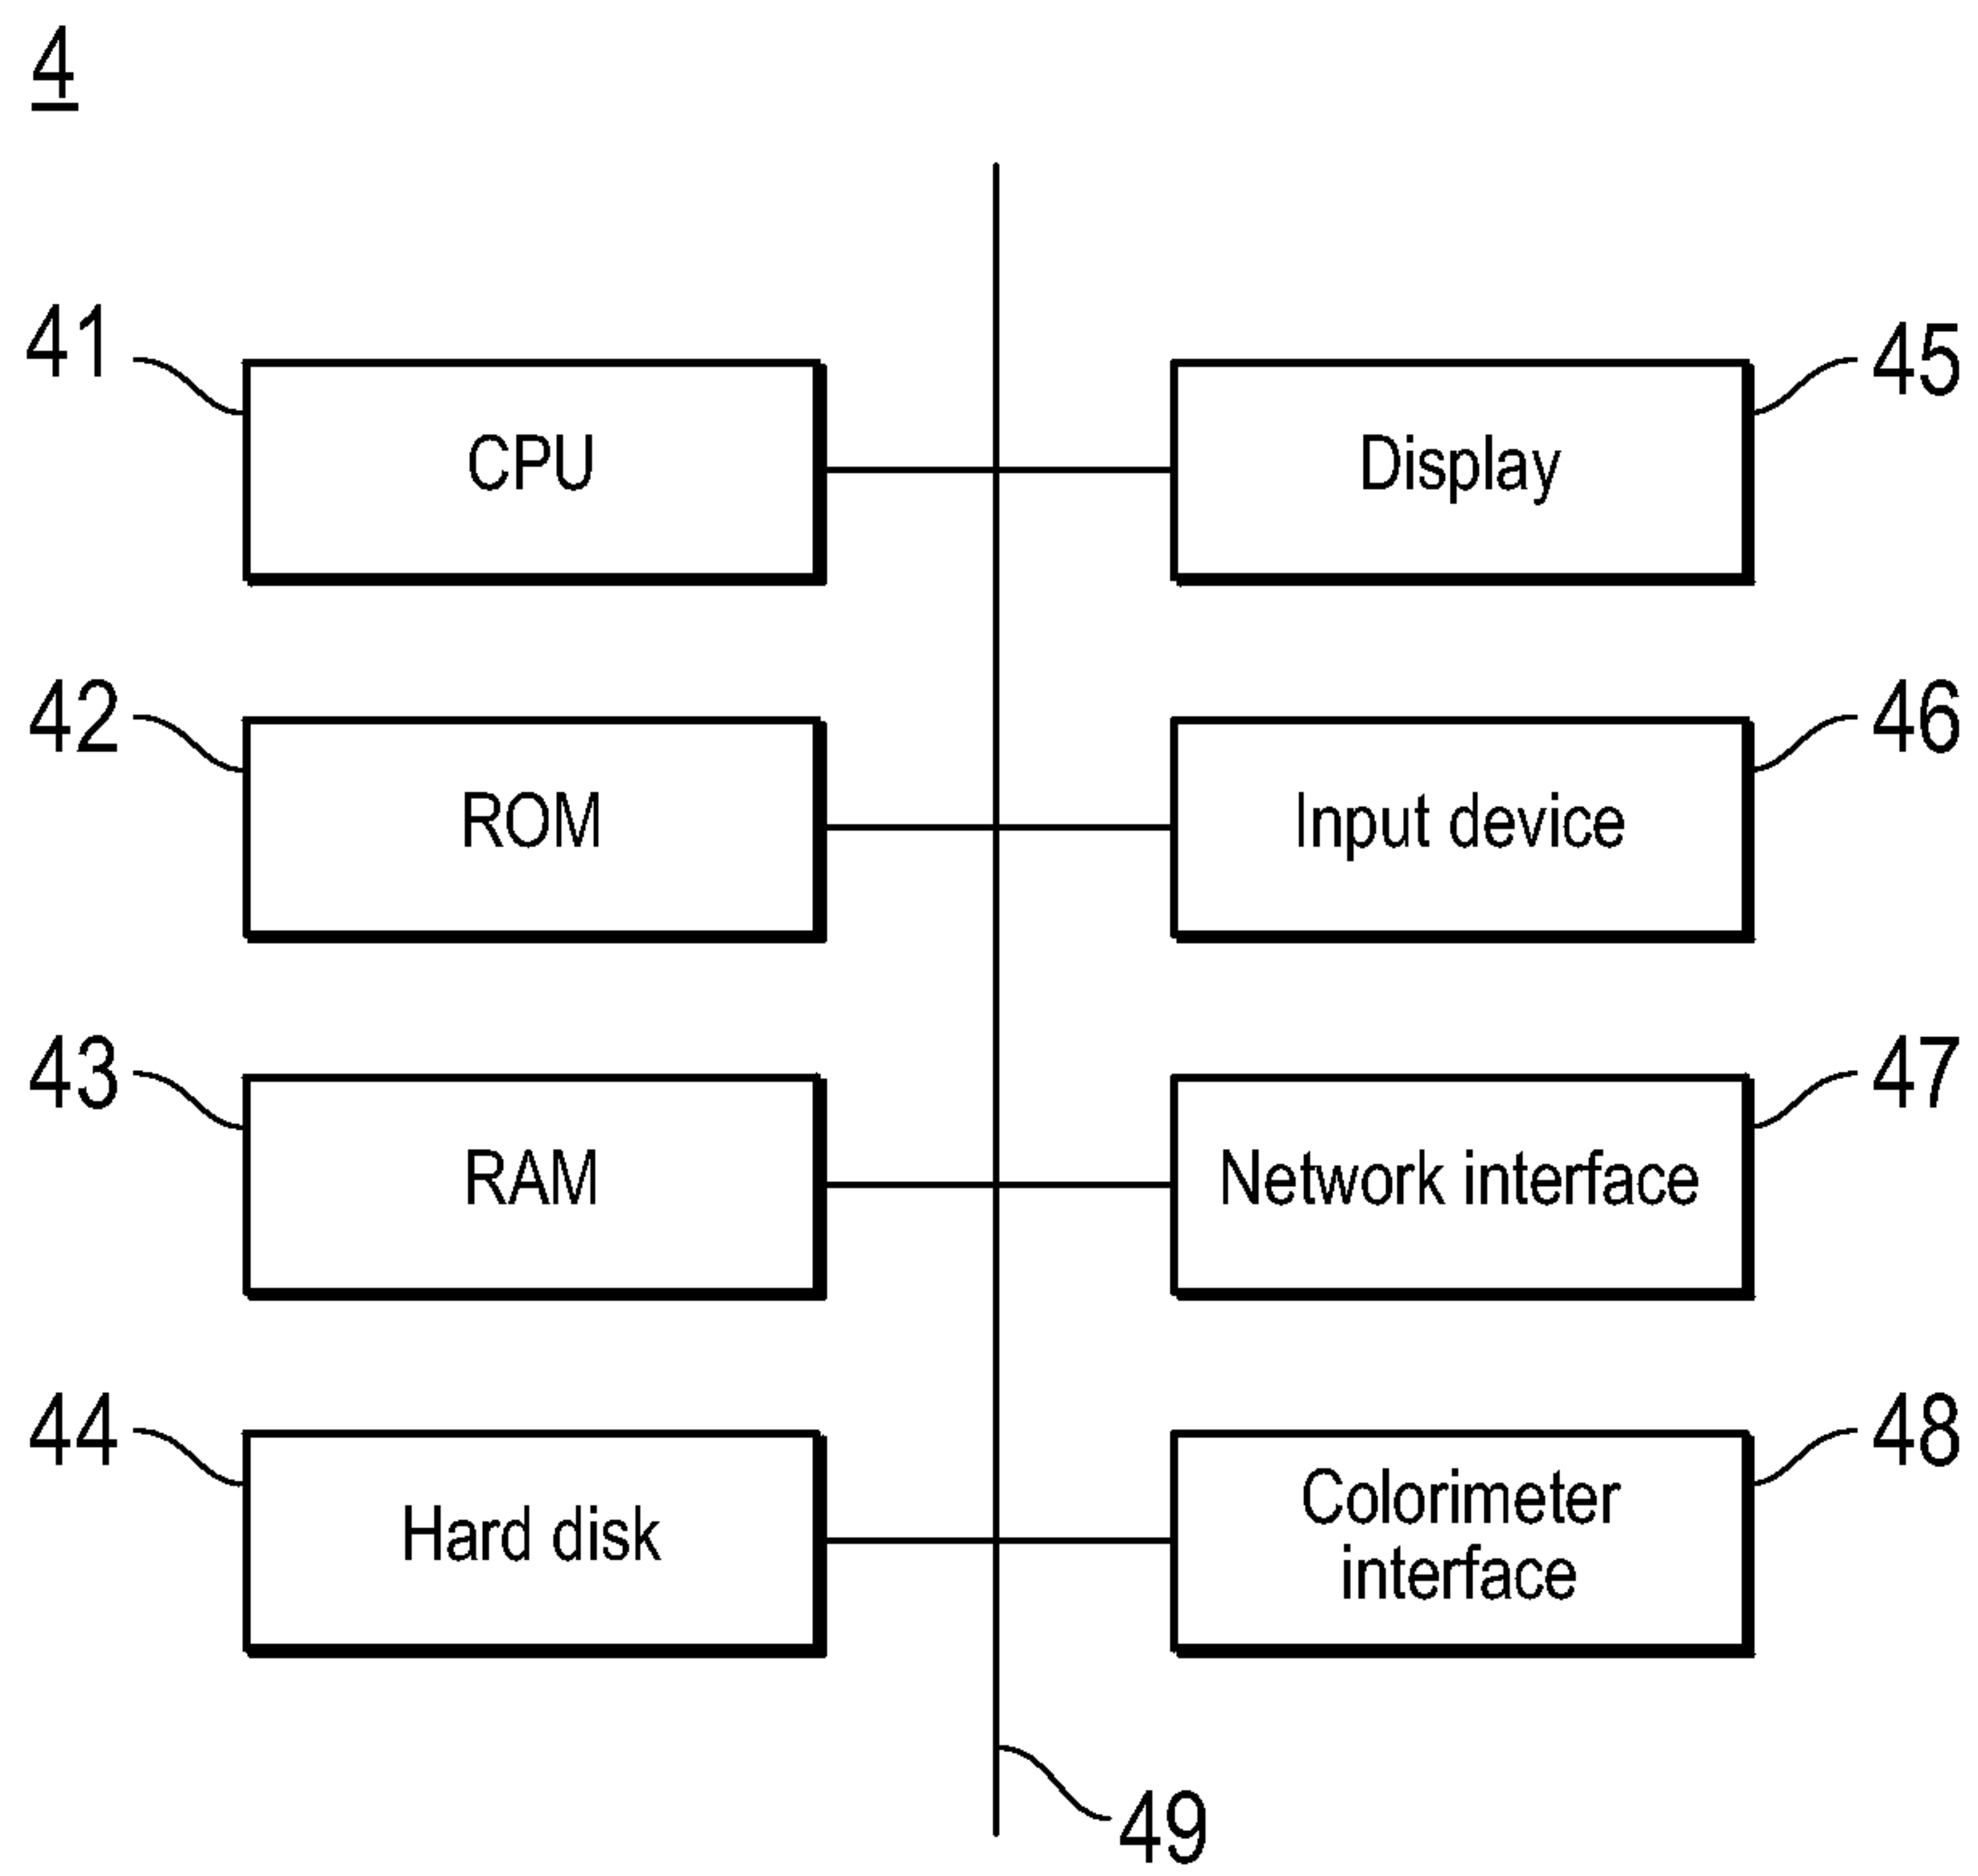 4
41
CPU
45
Display
42
ROM
46
Input device
43
RAM
47
Network interface
44
Hard disk
48
Colorimeter
interface
49